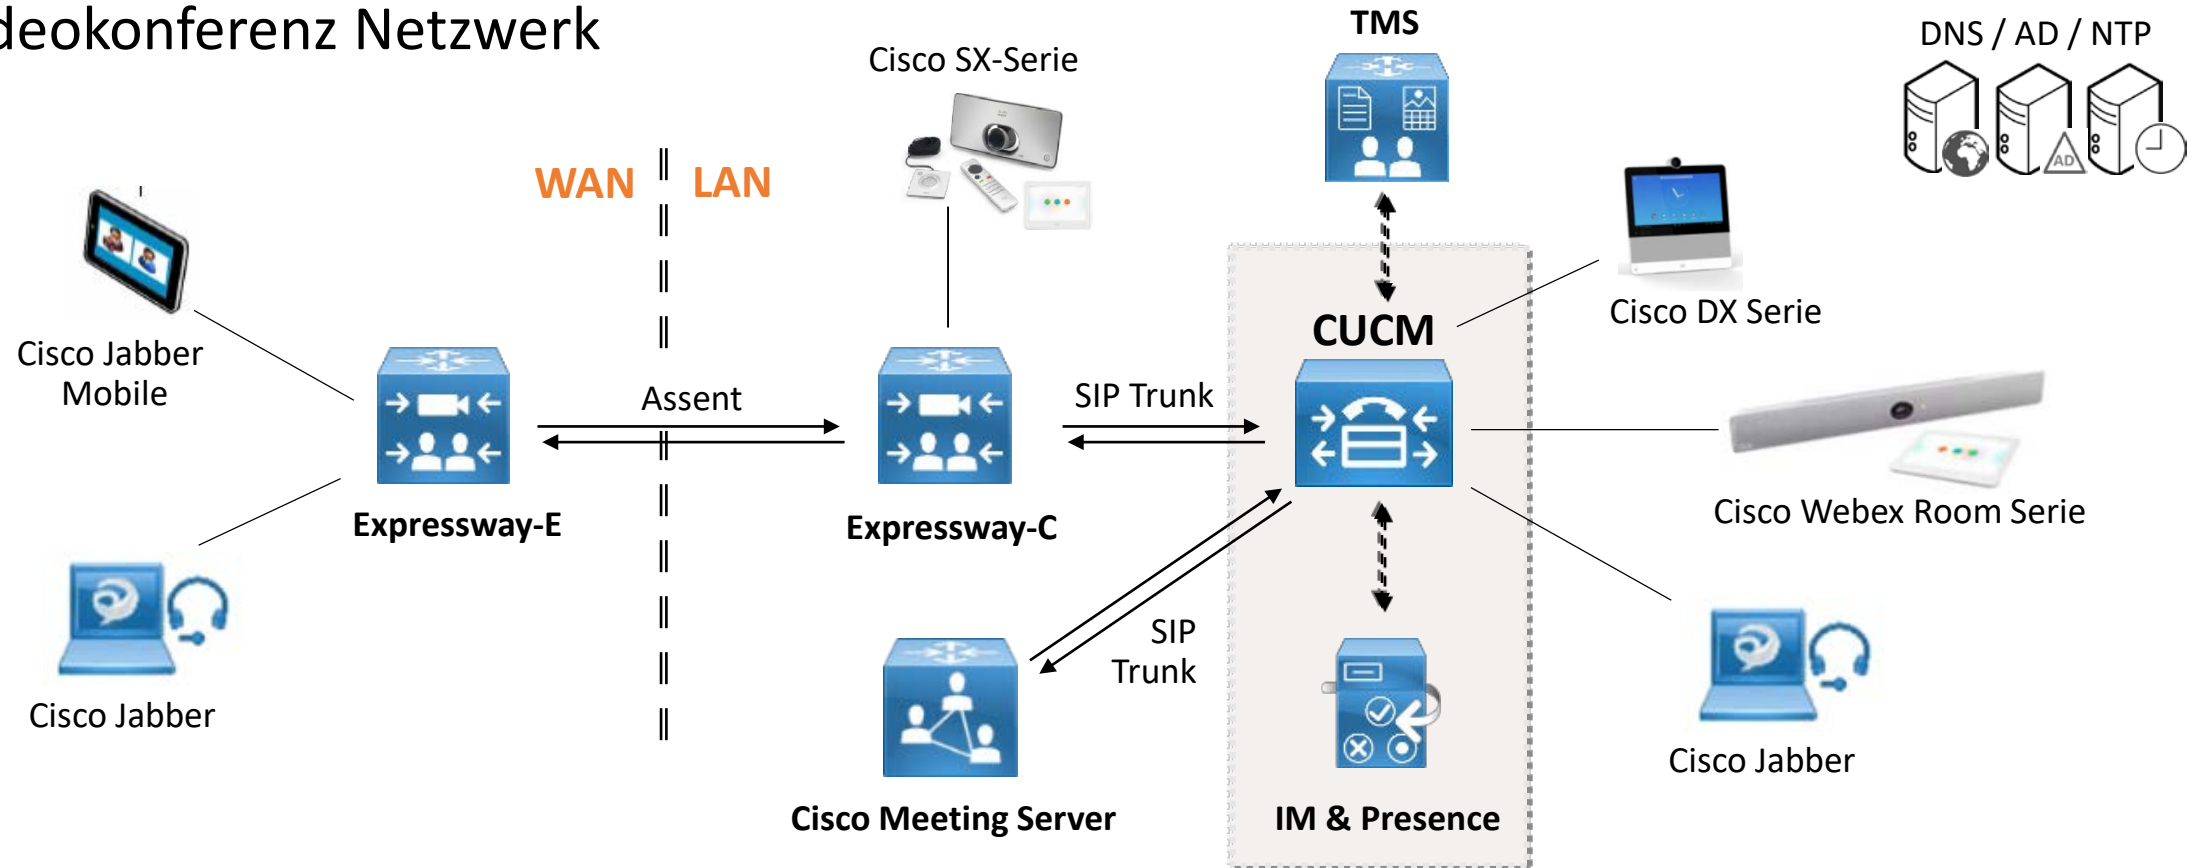 deokonferenz Netzwerk
TMS
DNS / AD / NTP
Cisco SX-Serie
AD
WAN
LAN
Cisco DX Serie
CUCM
Cisco Jabber
Mobile
Assent
SIP Trunk
Expressway-E
Expressway-C
Cisco Webex Room Serie
SIP
Trunk
Cisco Jabber
Cisco Jabber
Cisco Meeting Server
IM & Presence